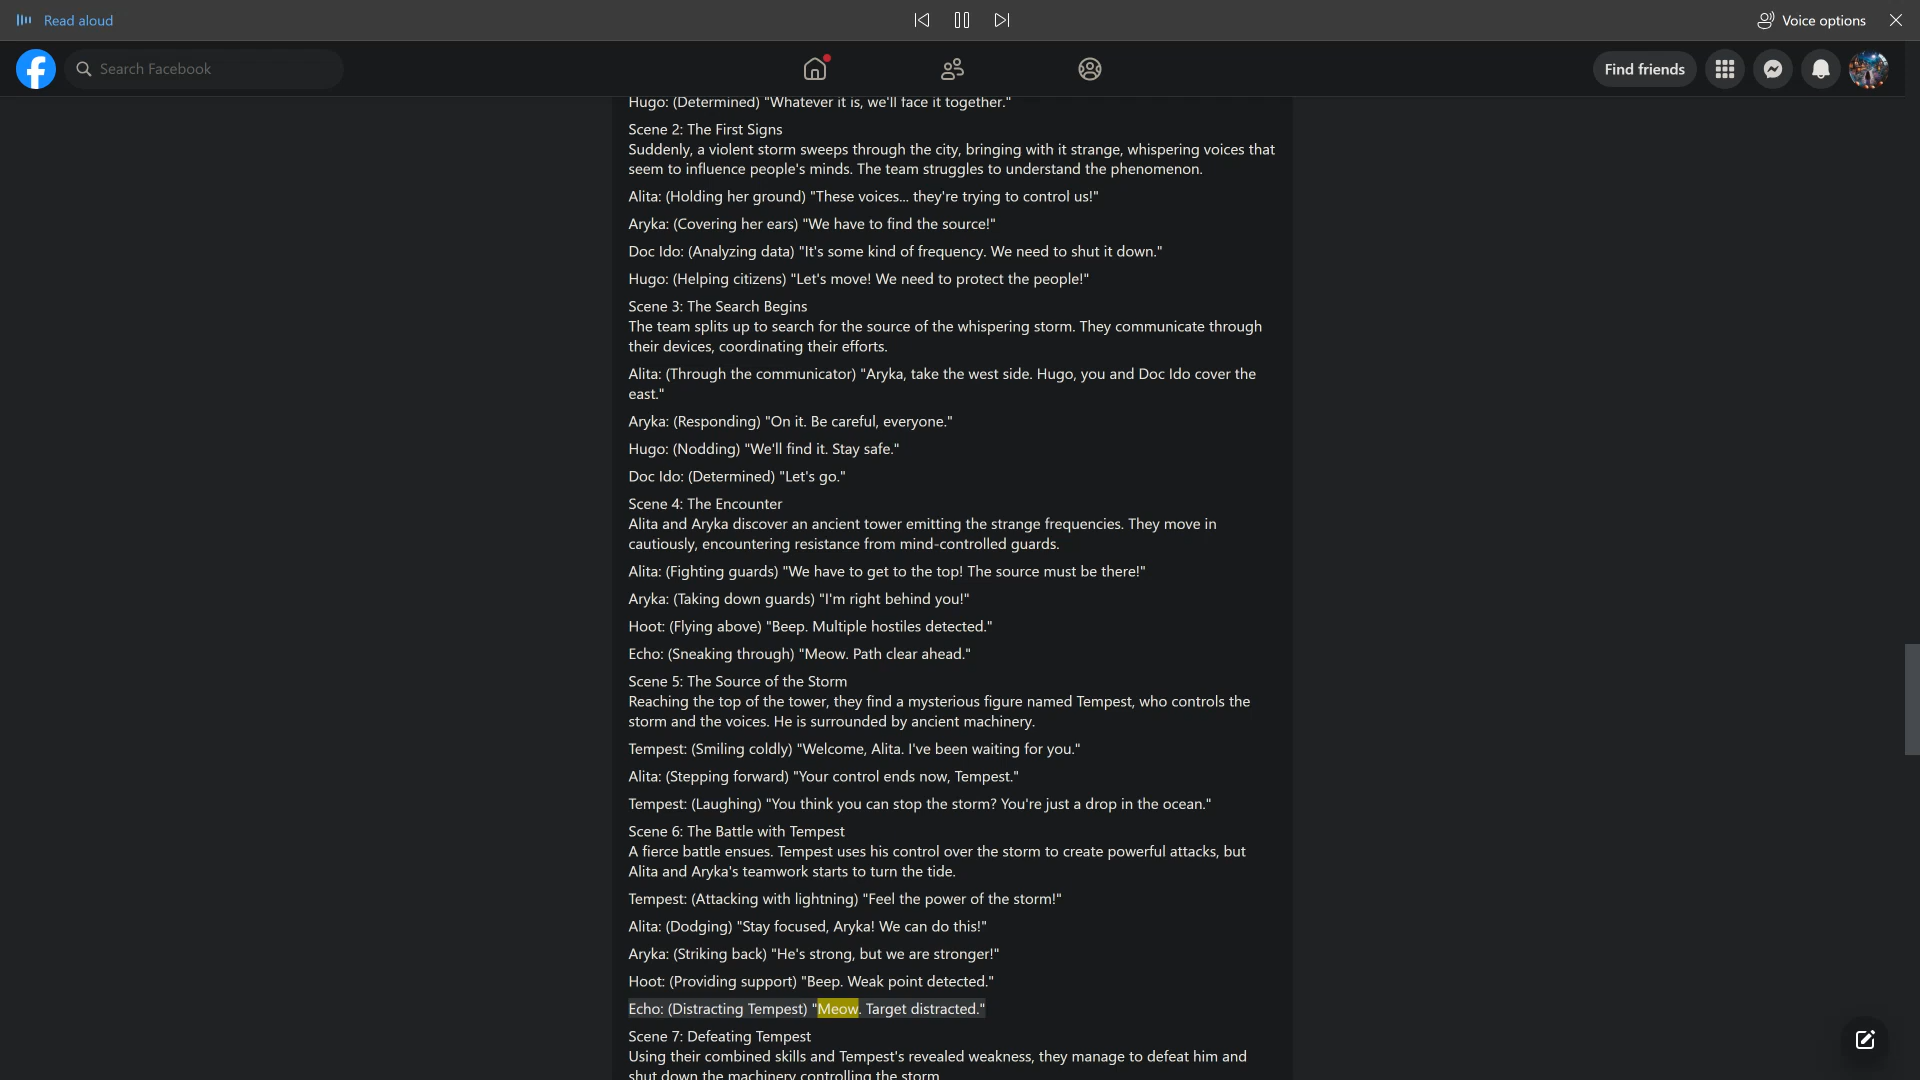 Read aloud
Voice options
Search Facebook
Find friends
Hugo: (Determined) "Whatever it is, we'll face it together."
Scene 2: The First Signs
Suddenly, a violent storm sweeps through the city, bringing with it strange, whispering voices that
seem to influence people's minds. The team struggles to understand the phenomenon.
Alita: (Holding her ground) "These voices... they're trying to control us!"
Aryka: (Covering her ears) "We have to find the source!"
Doc Ido: (Analyzing data) "It's some kind of frequency. We need to shut it down."
Hugo: (Helping citizens) "Let's move! We need to protect the people!"
Scene 3: The Search Begins
The team splits up to search for the source of the whispering storm. They communicate through
their devices, coordinating their efforts.
Alita: (Through the communicator) "Aryka, take the west side. Hugo, you and Doc Ido cover the
east."
Aryka: (Responding) "On it. Be careful, everyone."
Hugo: (Nodding) "We'll find it. Stay safe."
Doc Ido: (Determined) "Let's go."
Scene 4: The Encounter
Alita and Aryka discover an ancient tower emitting the strange frequencies. They move in
cautiously, encountering resistance from mind-controlled guards.
Alita: (Fighting guards) "We have to get to the top! The source must be there!"
Aryka: (Taking down guards) "I'm right behind you!"
Hoot: (Flying above) "Beep. Multiple hostiles detected."
Echo: (Sneaking through) "Meow. Path clear ahead."
Scene 5: The Source of the Storm
Reaching the top of the tower, they find a mysterious figure named Tempest, who controls the
storm and the voices. He is surrounded by ancient machinery.
Tempest: (Smiling coldly) "Welcome, Alita. I've been waiting for you."
Alita: (Stepping forward) "Your control ends now, Tempest."
Tempest: (Laughing) "You think you can stop the storm? You're just a drop in the ocean."
Scene 6: The Battle with Tempest
A fierce battle ensues. Tempest uses his control over the storm to create powerful attacks, but
Alita and Aryka's teamwork starts to turn the tide.
Tempest: (Attacking with lightning) "Feel the power of the storm!"
Alita: (Dodging) "Stay focused, Aryka! We can do this!"
Aryka: (Striking back) "He's strong, but we are stronger!"
Hoot: (Providing support) "Beep. Weak point detected."
Echo: (Distracting Tempest) "Meow. Target distracted."
Scene 7: Defeating Tempest
Using their combined skills and Tempest's revealed weakness, they manage to defeat him and
shut down the machinery controlling the storm.